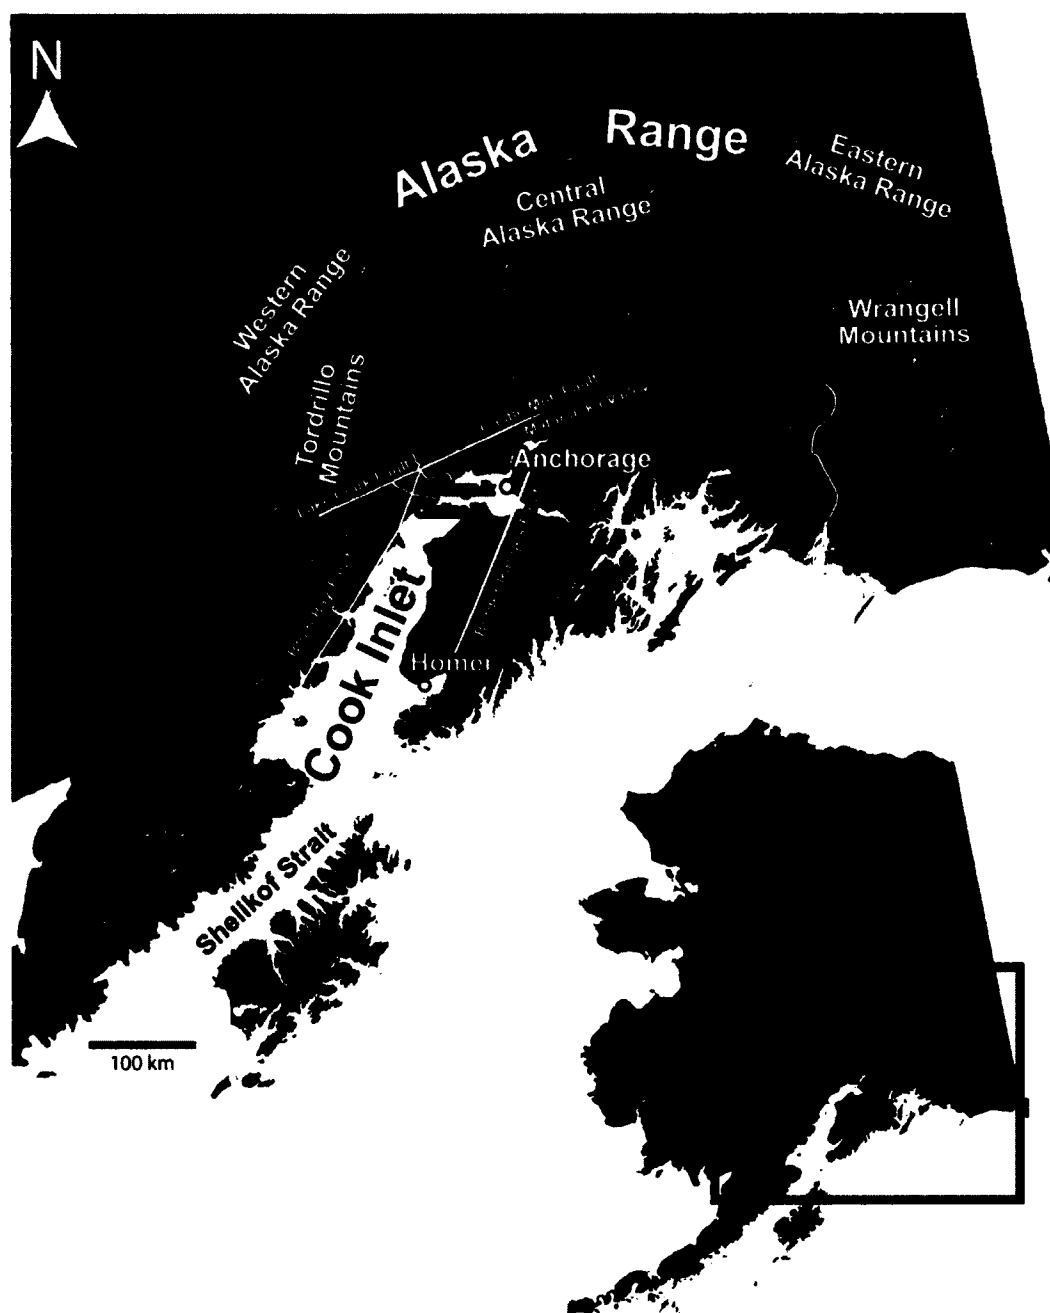 N
Alaska Range
Eastern
Alaska Range
Central
Alaska Range
Western
Alaska Range
Wrangell
Mountains
Tordrillo
Mountains
Anchorage
Cook Inlet
Homer
Shelikof Strait
100 km